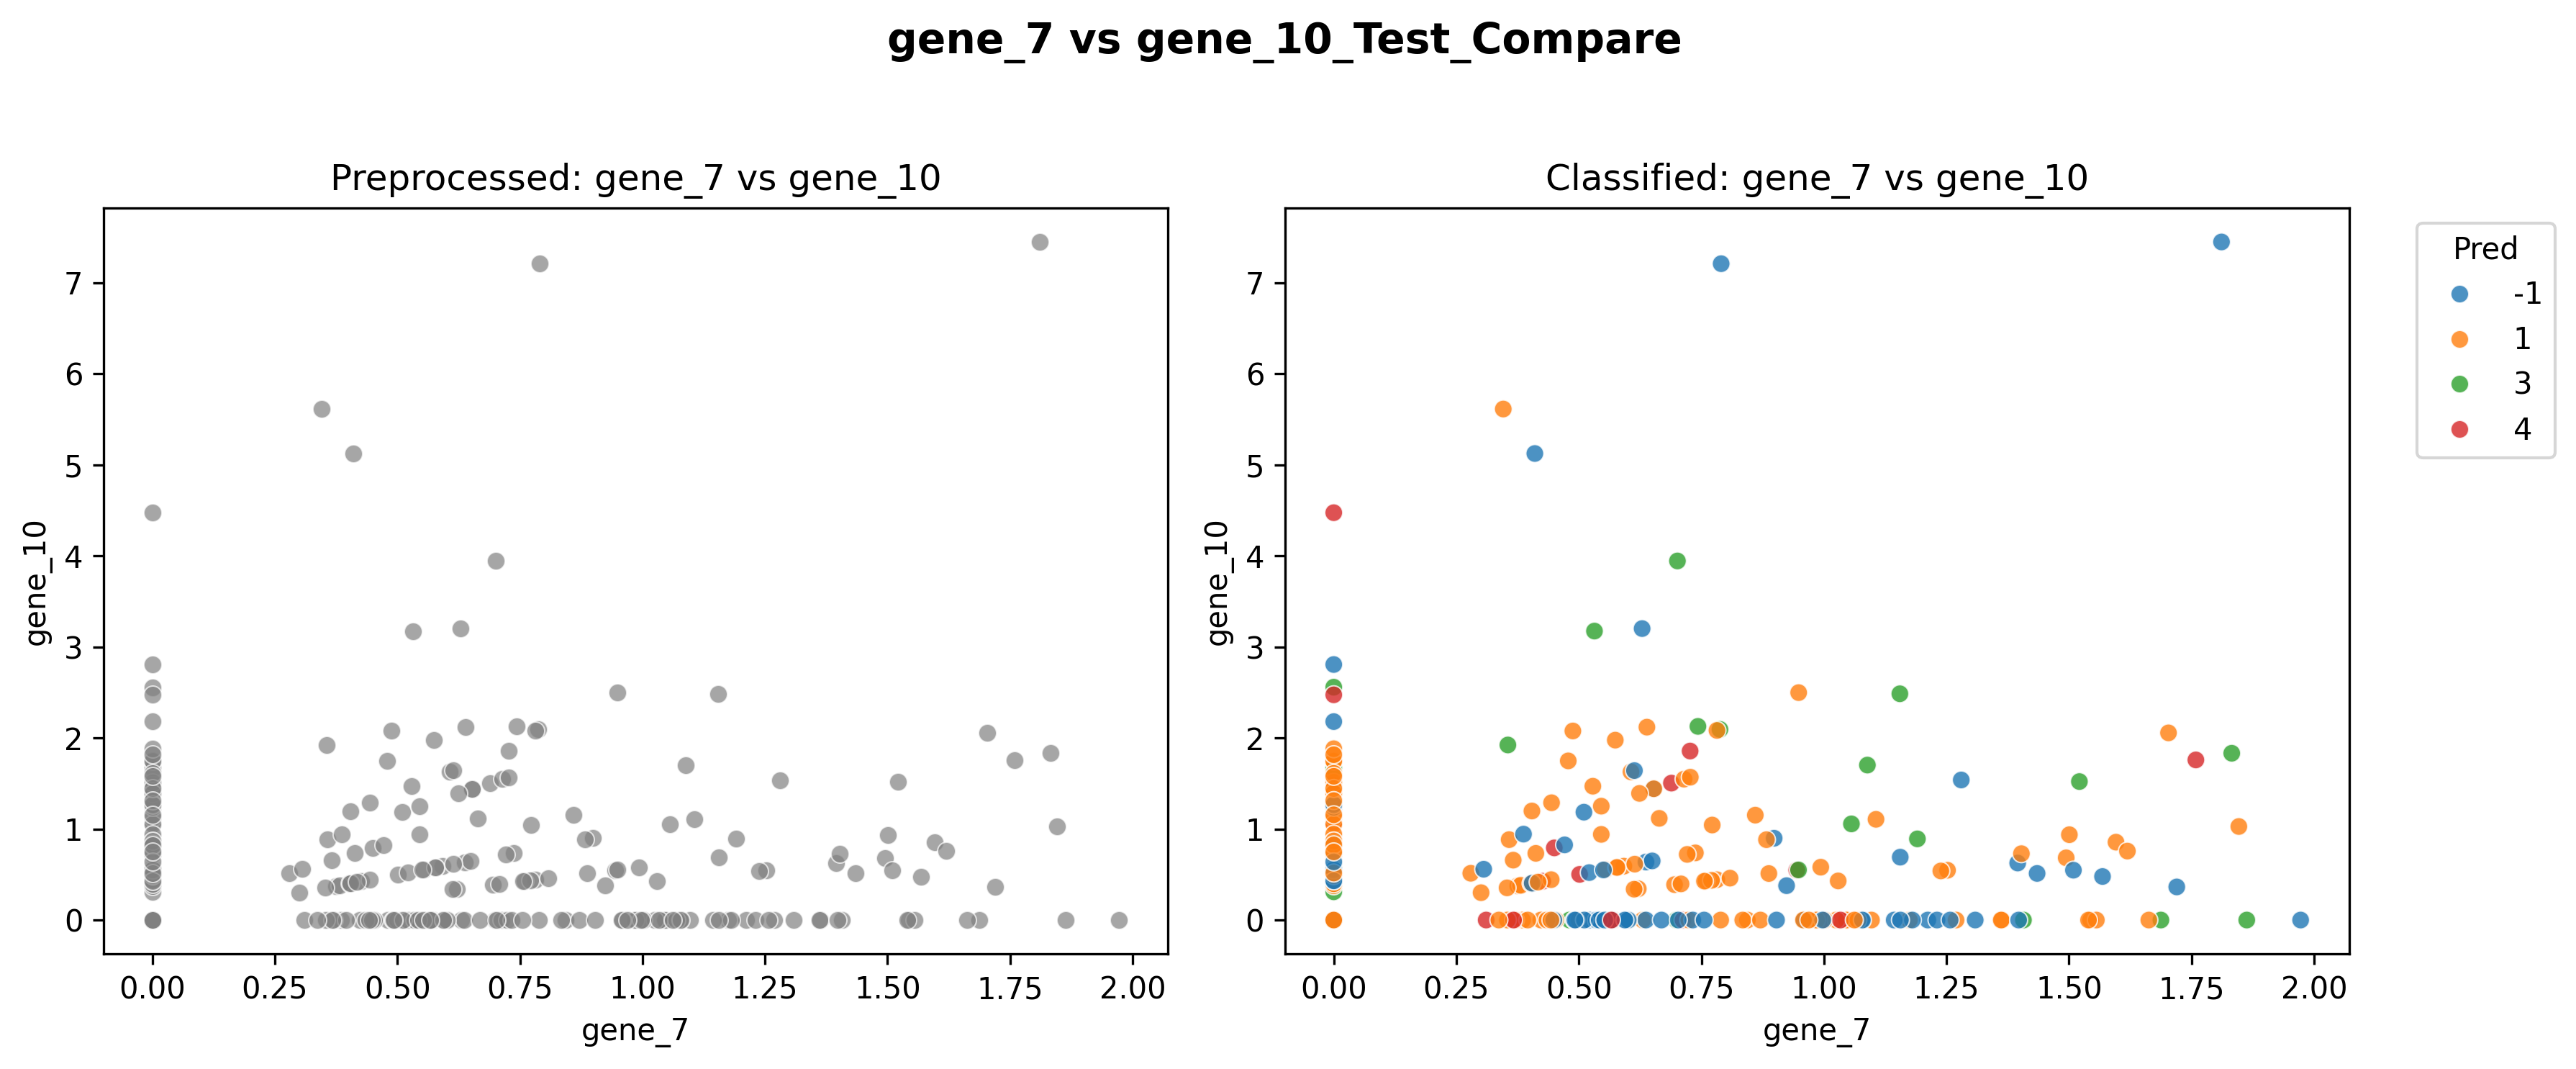 gene_7 vs gene_10_Test_Compare
Preprocessed: gene_7 vs gene_10
7
6
5
4
3
2
1
0
gene_10
0.00 0.25 0.50 0.75 1.00 1.25 1.50 1.75 2.00
gene_7
Classified: gene_7 vs gene_10
7
6
5
4
3
2
1
0
gene_10
0.00 0.25 0.50 0.75 1.00 1.25 1.50 1.75 2.00
gene_7
Pred
-1
1
3
4